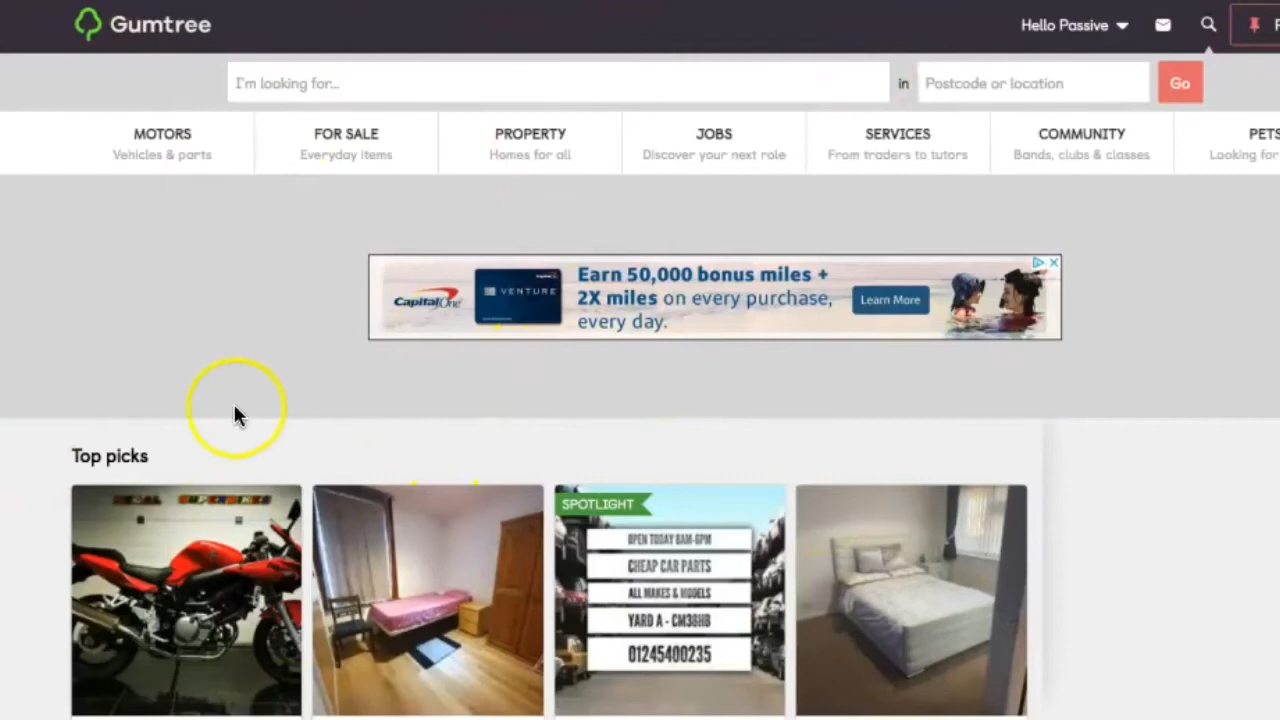 Gumtree
Hello Passive
I'm looking for...
in
Postcode or location
Go
MOTORS
Vehicles & parts
FOR SALE
Everyday items
PROPERTY
Homes for all
JOBS
Discover your next role
SERVICES
From traders to tutors
COMMUNITY
Bands, clubs & classes
PETS
Looking for
Capital One
VENTURE
Earn 50,000 bonus miles +
2X miles on every purchase,
every day.
Learn More
Top picks
SPOTLIGHT
OPEN TODAY 8AM-6PM
CHEAP CAR PARTS
ALL MAKES & MODELS
YARD A - CM38HB
01245400235